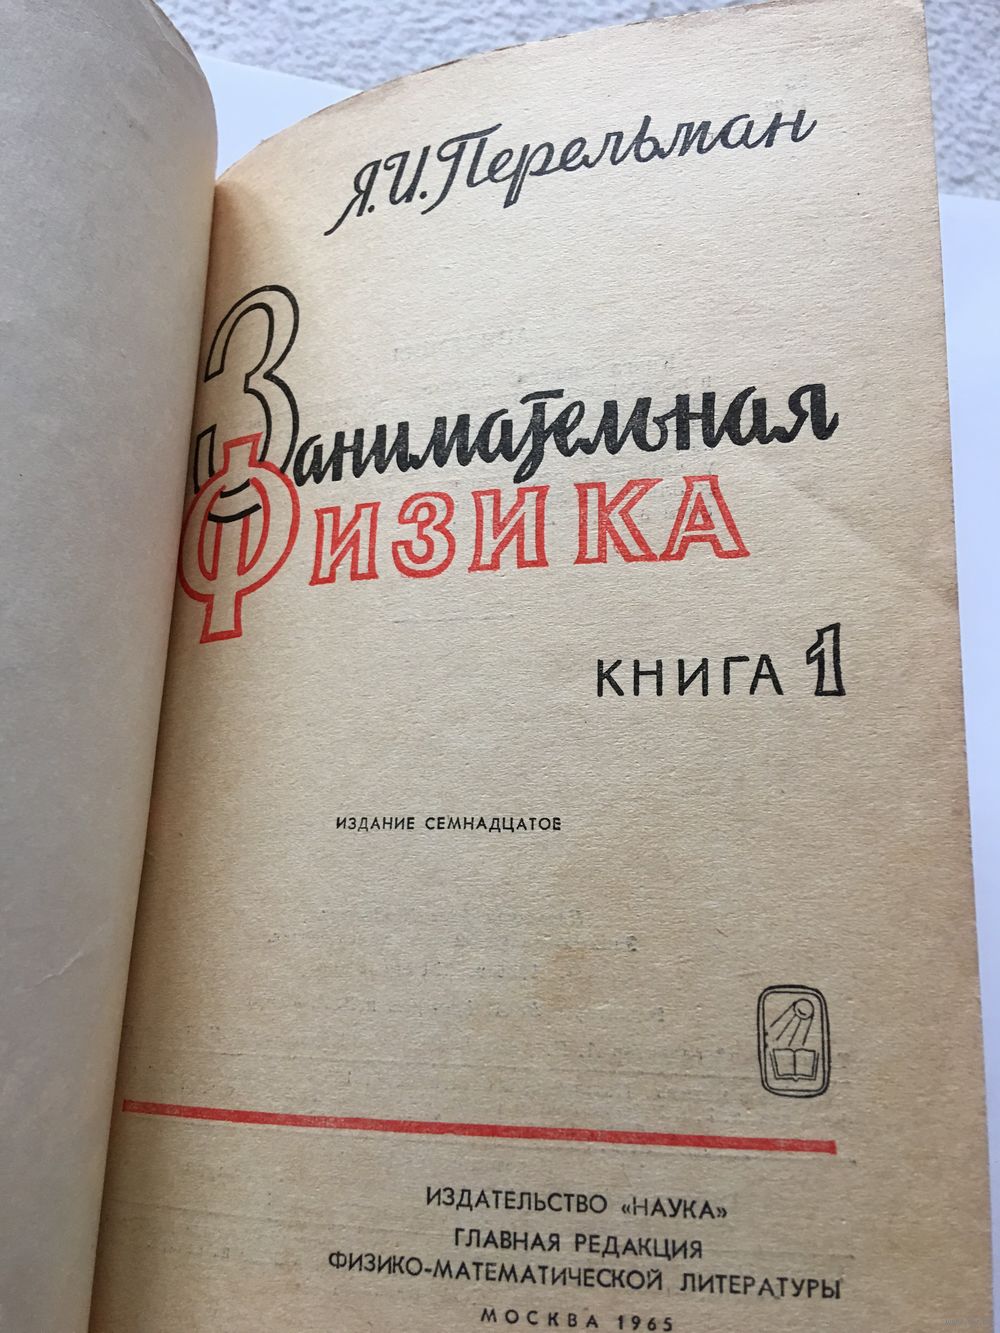 Я.И.Перельман
Занимательная
ФИЗИКА
КНИГА 1
ИЗДАНИЕ СЕМНАДЦАТОЕ
ИЗДАТЕЛЬСТВО «НАУКА»
ГЛАВНАЯ РЕДАКЦИЯ
ФИЗИКО-МАТЕМАТИЧЕСКОЙ ЛИТЕРАТУРЫ
МОСКВА 1965